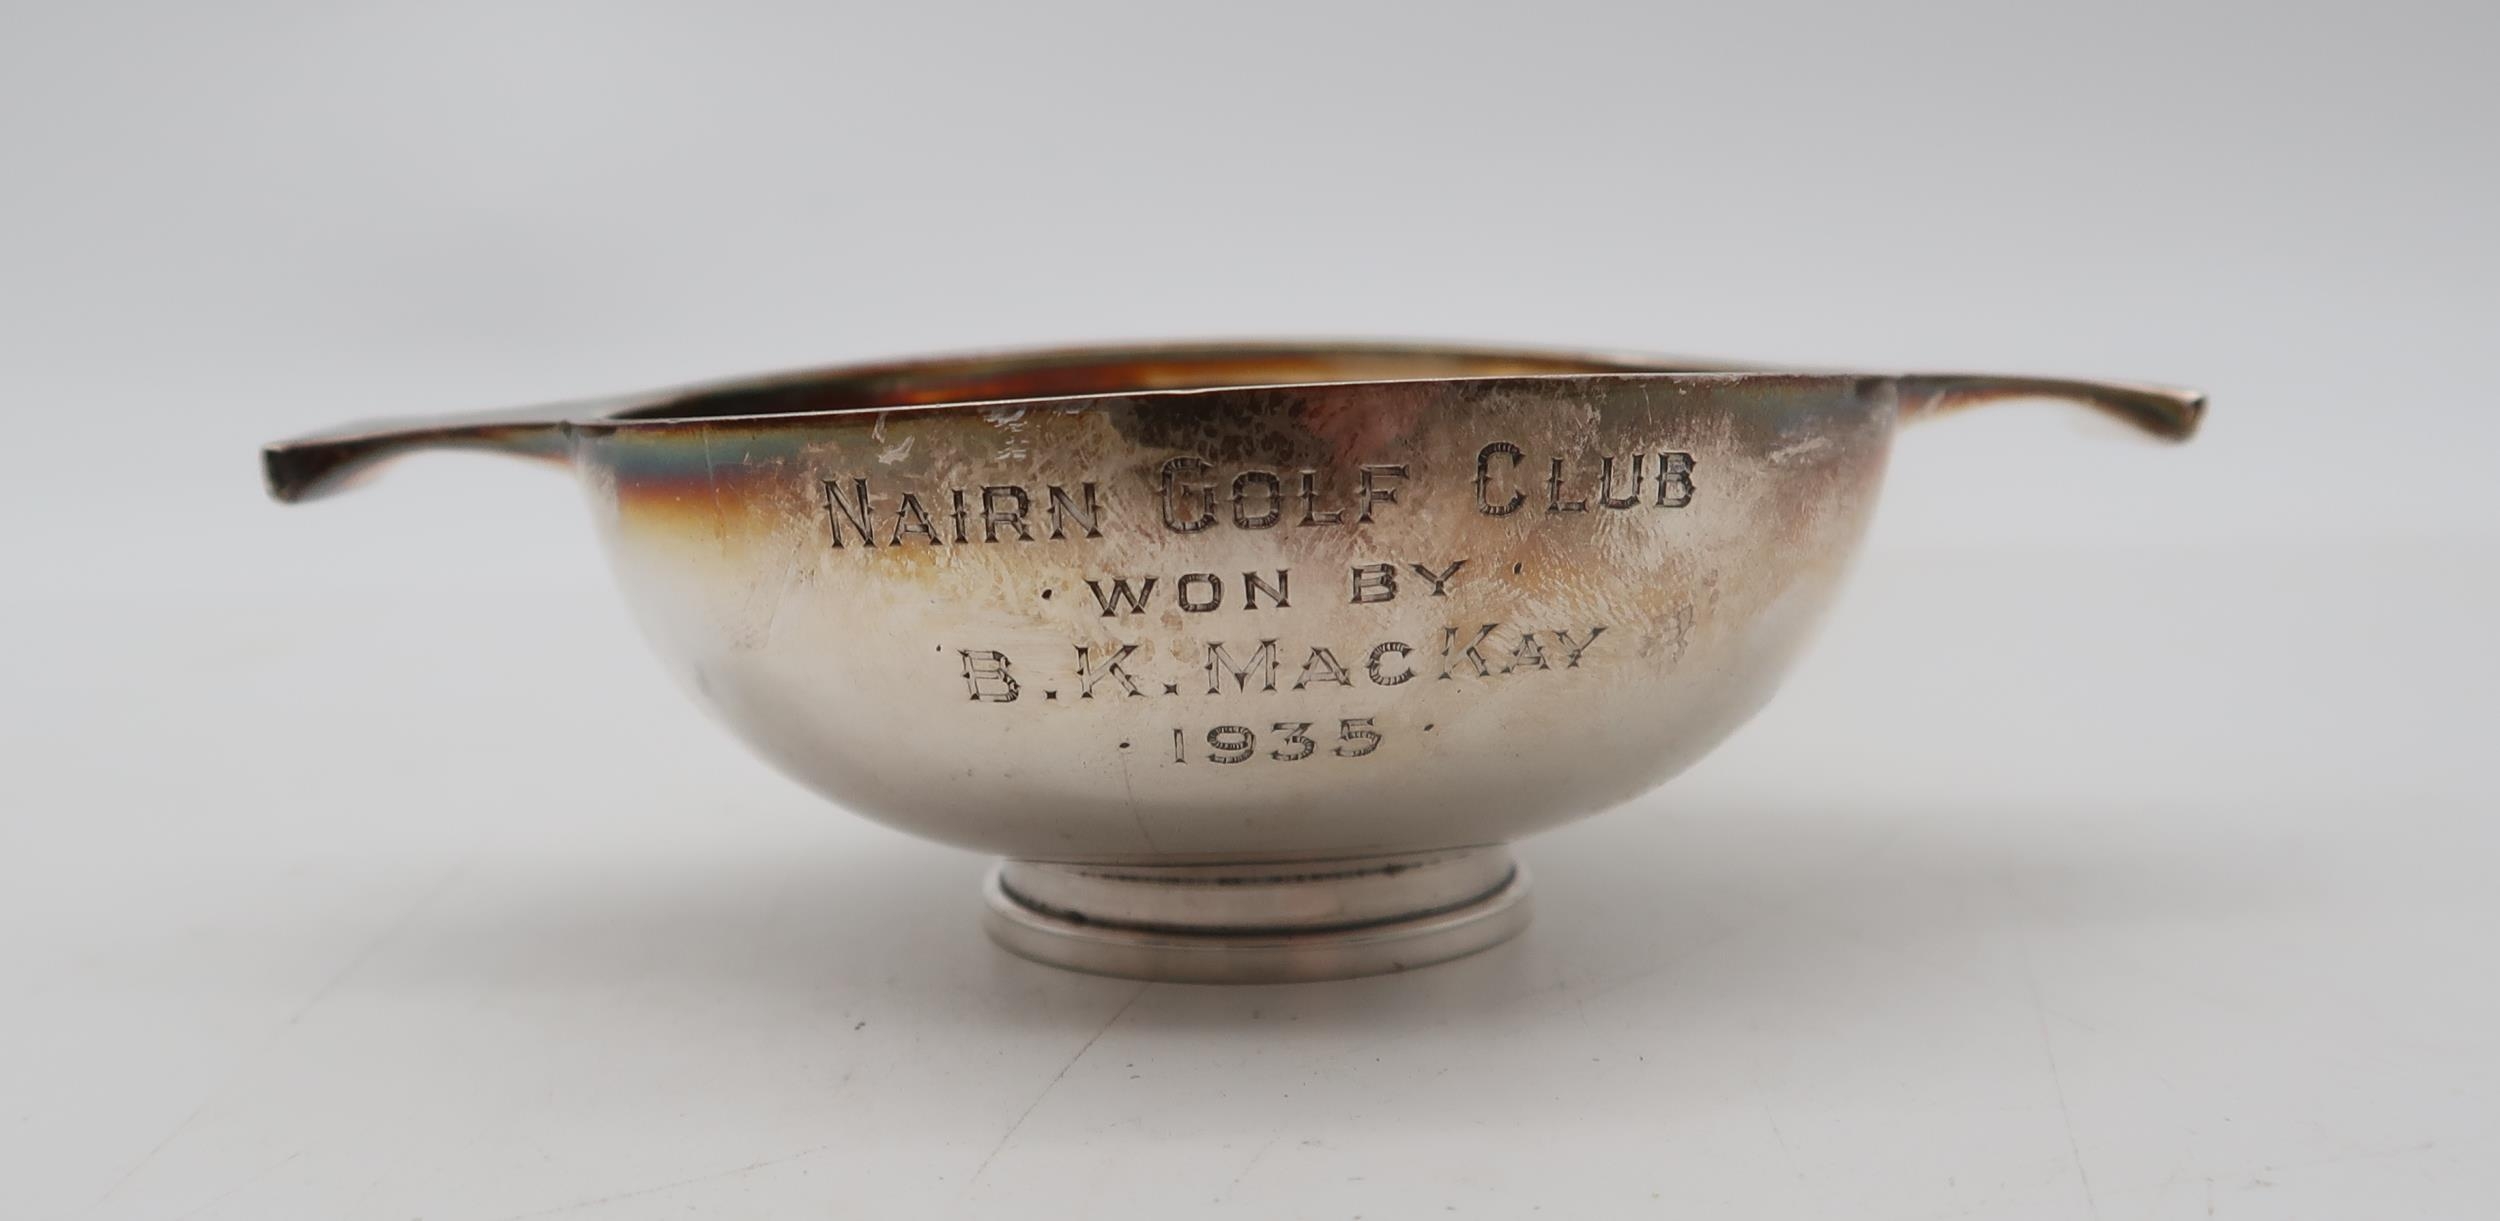 NAIRN GOLF CLUB
· WON BY ·
· B.K. MACKAY
· 1935 ·